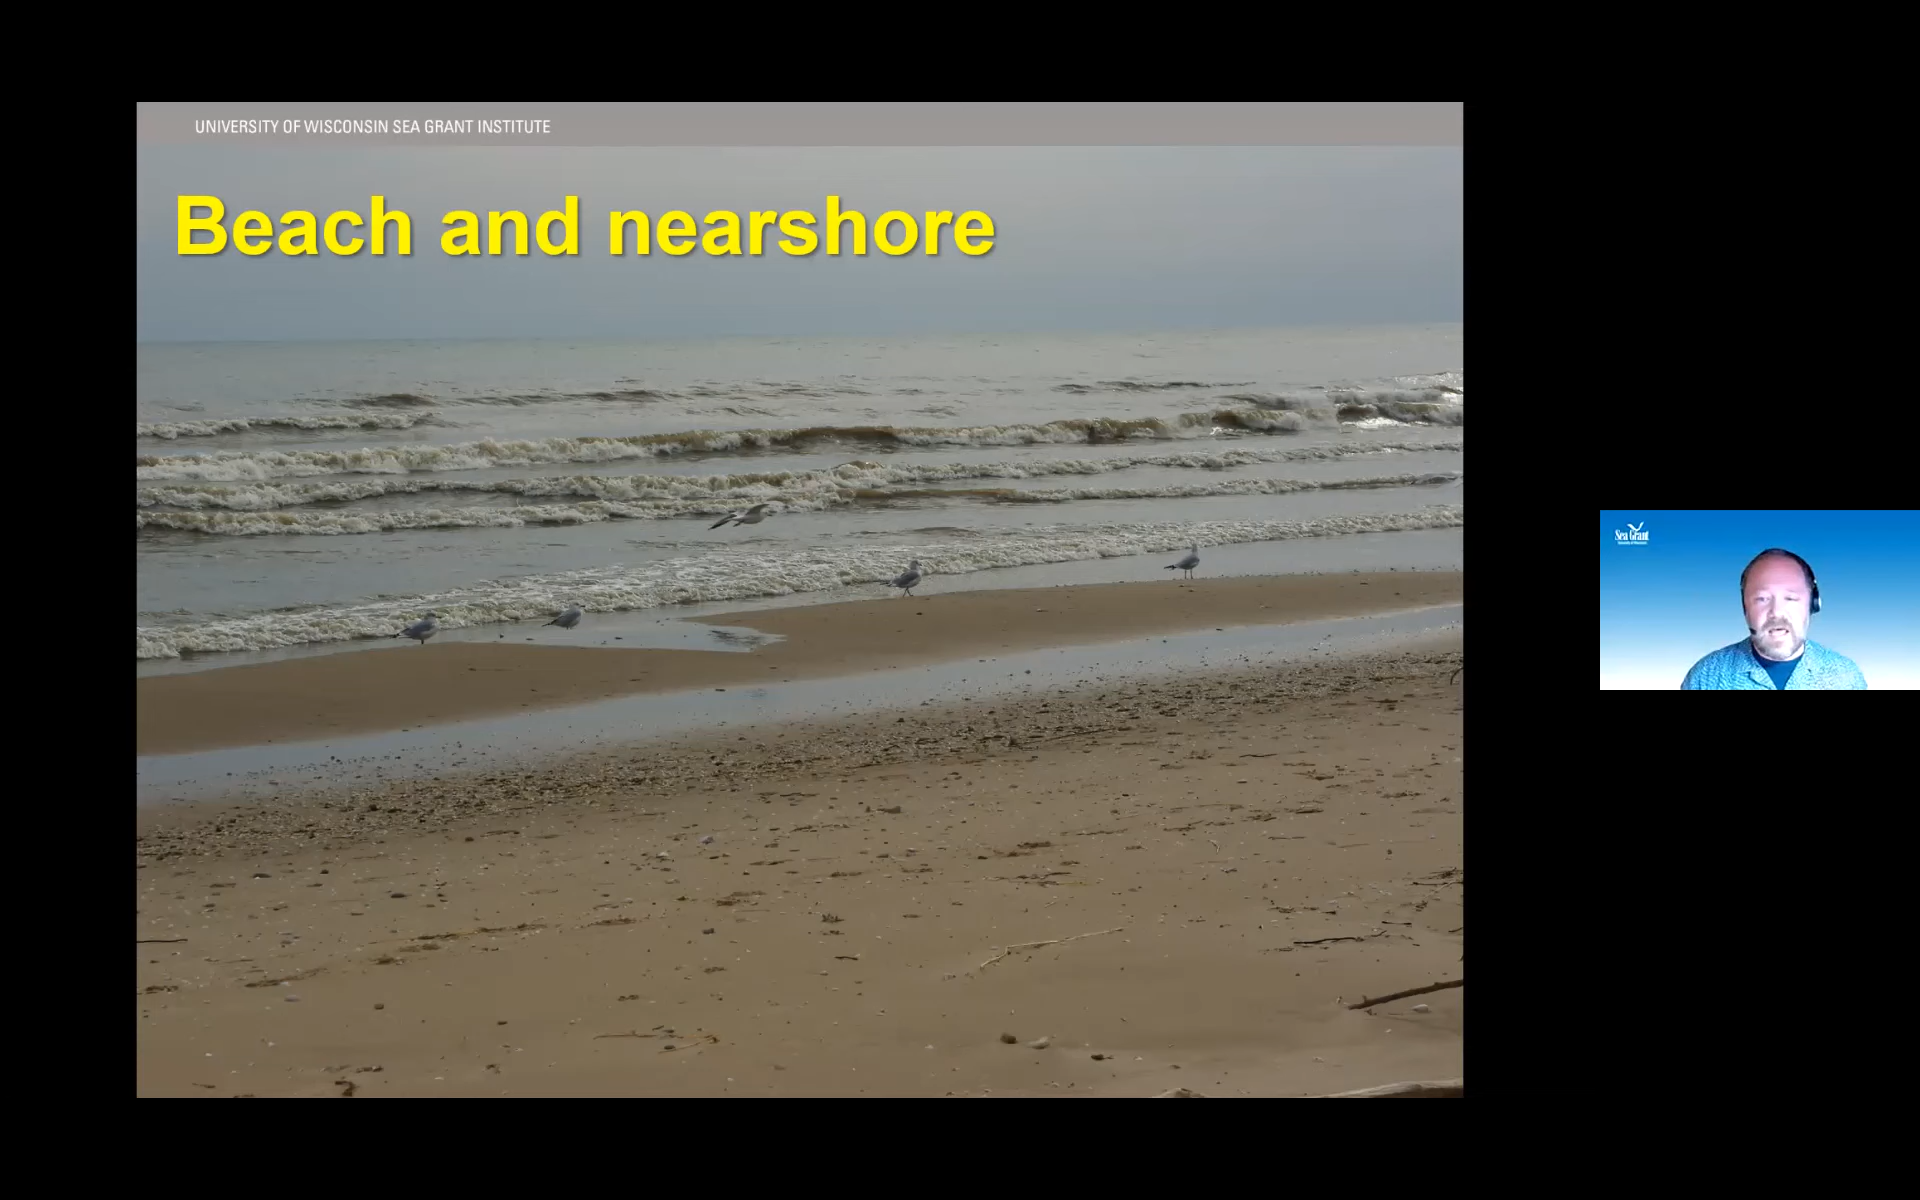 UNIVERSITY OF WISCONSIN SEA GRANT INSTITUTE
Beach and nearshore
Sea Grant